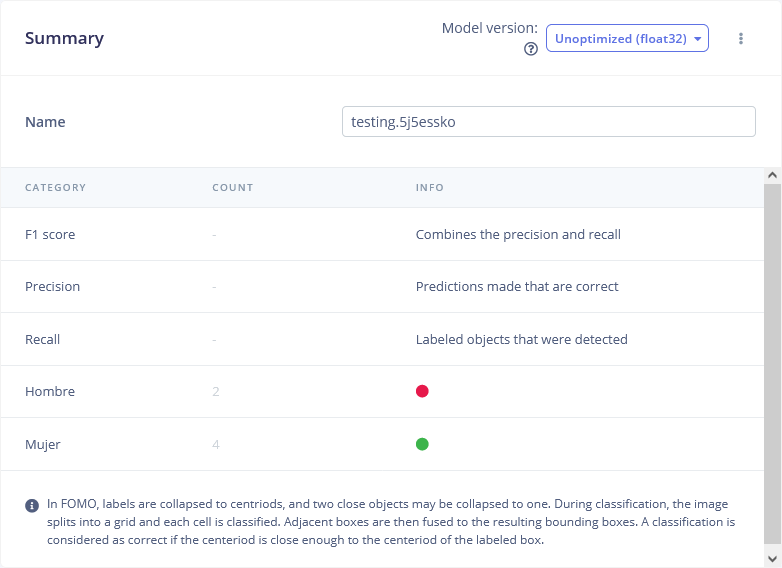 Summary
Model version:
Unoptimized (float32)
Name
testing.5j5essko
CATEGORY COUNT INFO
F1 score - Combines the precision and recall
Precision - Predictions made that are correct
Recall - Labeled objects that were detected
Hombre 2
Mujer 4
In FOMO, labels are collapsed to centriods, and two close objects may be collapsed to one. During classification, the image
splits into a grid and each cell is classified. Adjacent boxes are then fused to the resulting bounding boxes. A classification is
considered as correct if the centeriod is close enough to the centeriod of the labeled box.